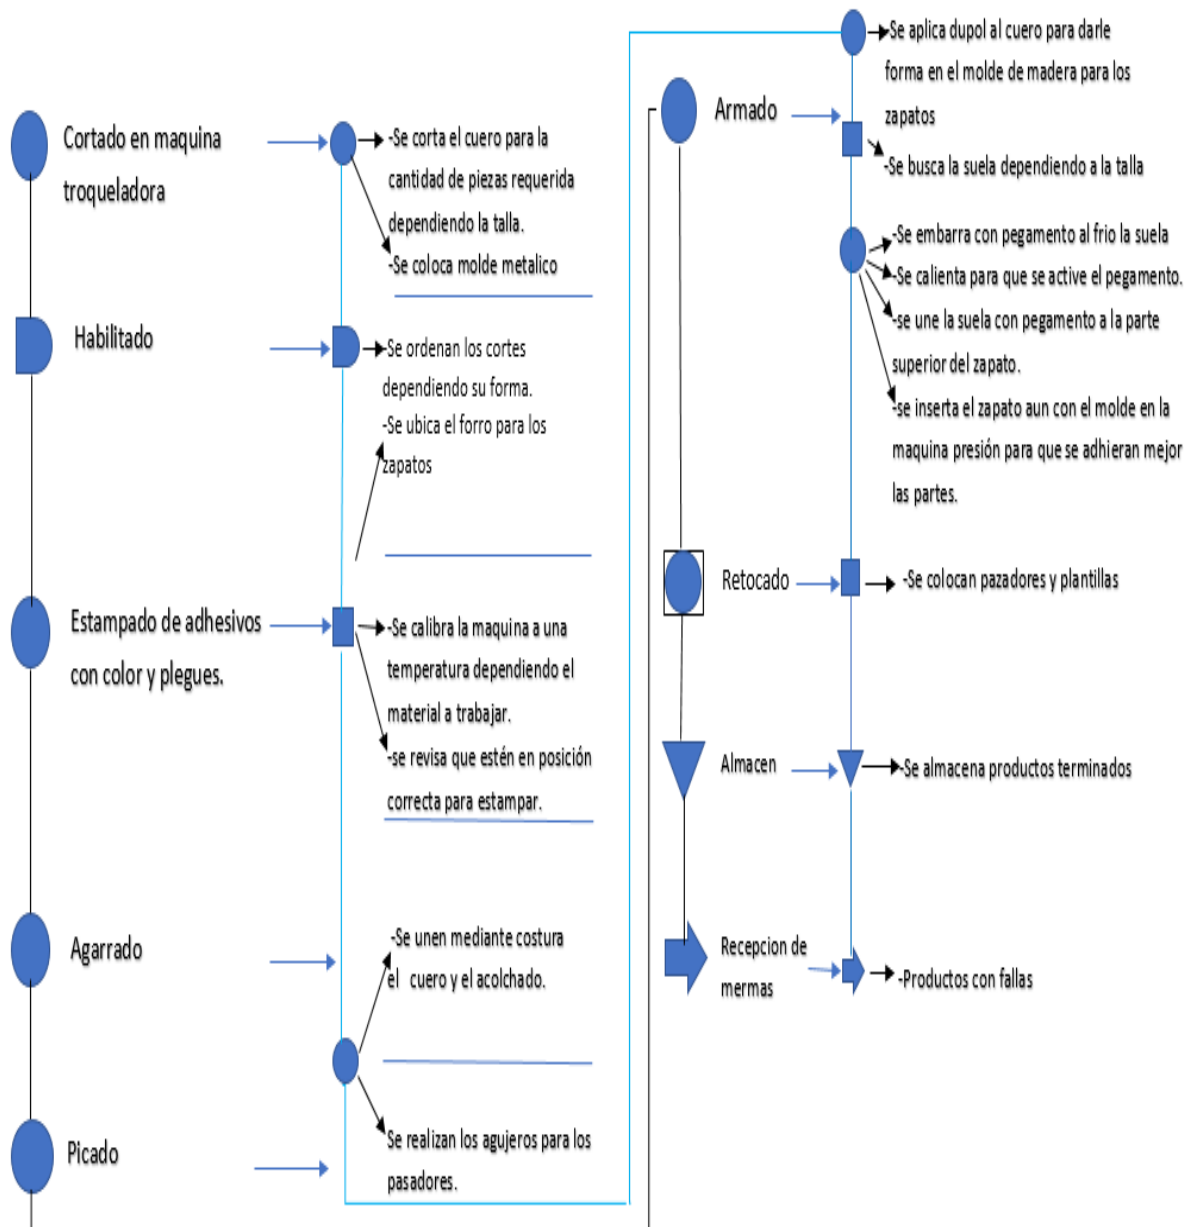 Cortado en maquina
troqueladora
-Se corta el cuero para la
cantidad de piezas requerida
dependiendo la talla.
-Se coloca molde metalico
Habilitado
-Se ordenan los cortes
dependiendo su forma.
-Se ubica el forro para los
zapatos
Estampado de adhesivos
con color y plegues.
-Se calibra la maquina a una
temperatura dependiendo el
material a trabajar.
-se revisa que estén en posición
correcta para estampar.
Agarrado
-Se unen mediante costura
el cuero y el acolchado.
Picado
Se realizan los agujeros para los
pasadores.
Armado
-Se aplica dupol al cuero para darle
forma en el molde de madera para los
zapatos
-Se busca la suela dependiendo a la talla
-Se embarra con pegamento al frio la suela
-Se calienta para que se active el pegamento.
-se une la suela con pegamento a la parte
superior del zapato.
-se inserta el zapato aun con el molde en la
maquina presión para que se adhieran mejor
las partes.
Retocado
-Se colocan pazadores y plantillas
Almacen
-Se almacena productos terminados
Recepcion de
mermas
-Productos con fallas